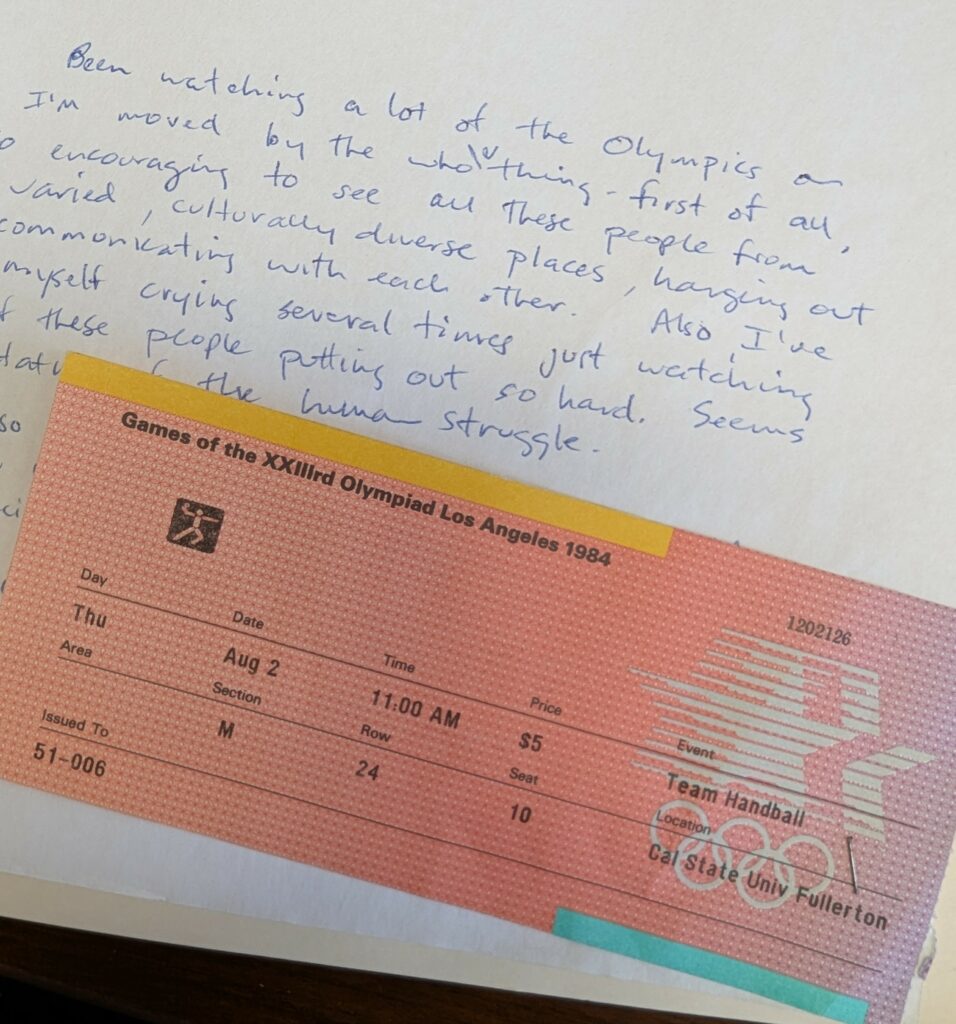 Been watching a lot of the Olympics on
I'm moved by the whole thing - first of all,
encouraging to see all these people from
varied, culturally diverse places, hanging out
communicating with each other. Also, I've
myself crying several times just watching
these people putting out so hard. Seems
the human struggle.
so
Games of the XXIIIrd Olympiad Los Angeles 1984
1202126
Day Date Time Price Event
Thu Aug 2 11:00 AM $5 Team Handball
Area Section Row Seat Location
M 24 10 Cal State Univ Fullerton
Issued To
51-006